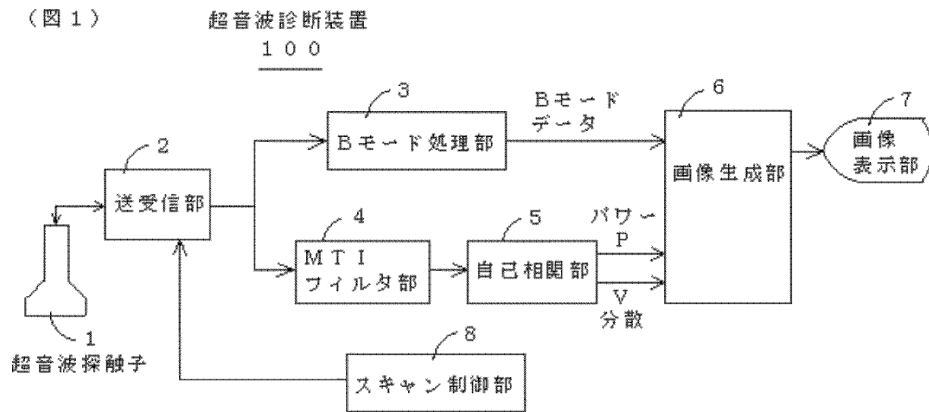 （図１）
超音波診断装置
１００
3
Bモード処理部
Bモード
データ
6
画像生成部
7
画像
表示部
2
送受信部
4
MTI
フィルタ部
5
自己相関部
パワー
P
V
分散
1
超音波探触子
8
スキャン制御部